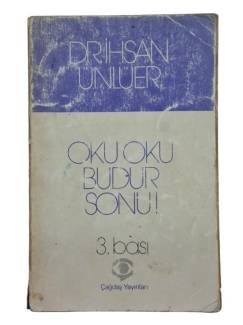 DR.İHSAN
ÜNLÜER
OKU OKU
BUDUR
SONU!
3. bası
Çağdaş Yayınları